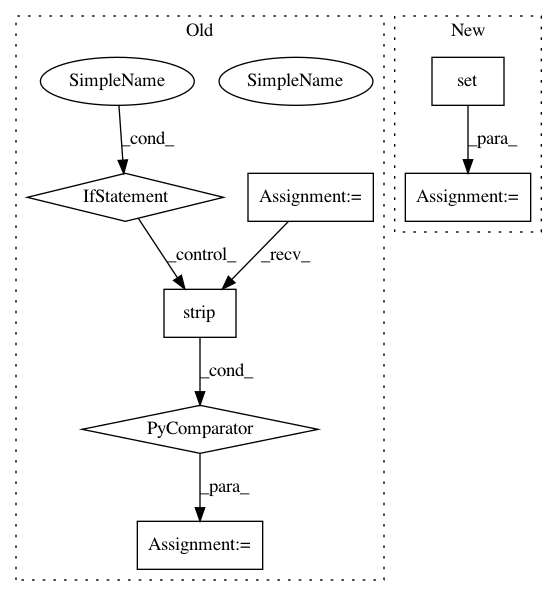 Old
New
SimpleName
SimpleName
set
_cond_
_para_
IfStatement
Assignment:=
Assignment:=
_control_
_recv_
strip
_cond_
PyComparator
_para_
Assignment:=